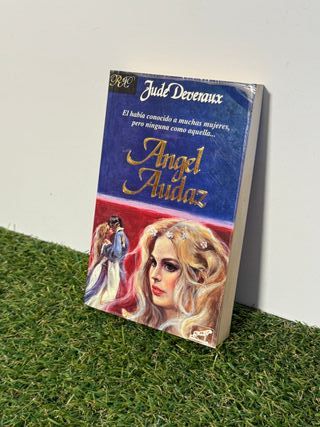 Jude Deveraux
El había conocido a muchas mujeres,
pero ninguna como aquella...
Angel
Audaz